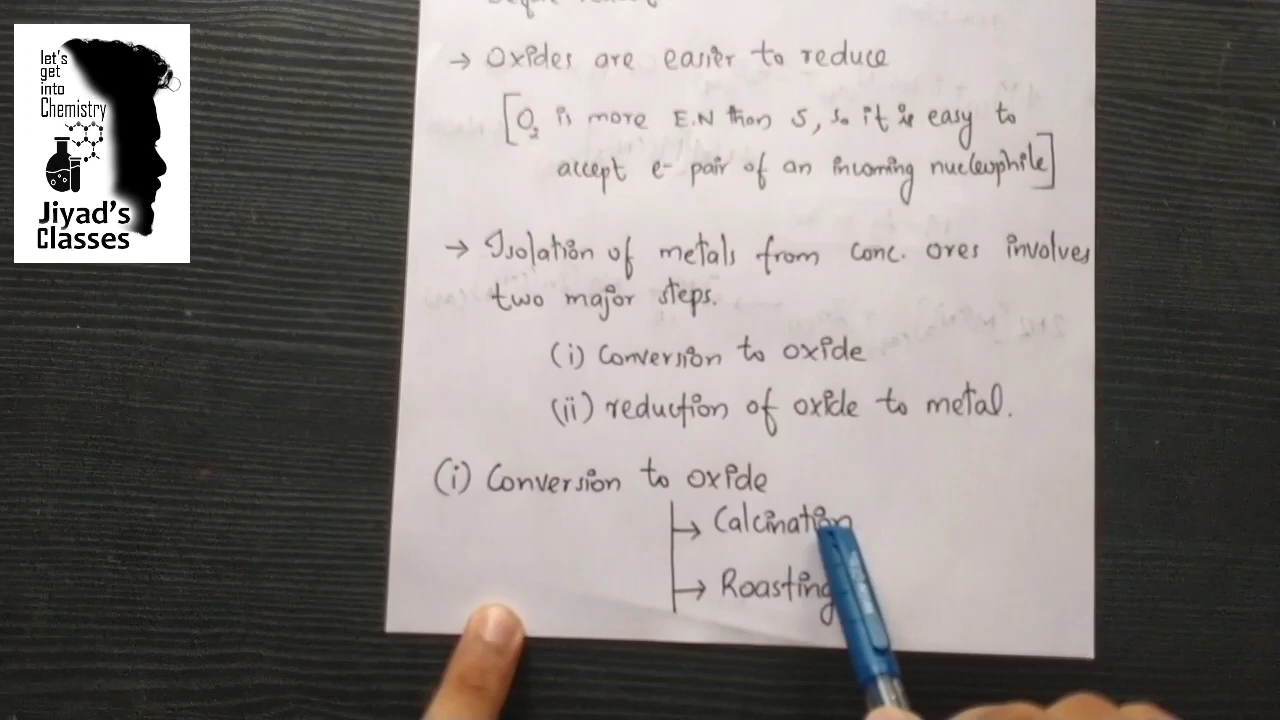 let's
get
into
Chemistry
Jiyad's
Classes
→ Oxides are easier to reduce
[O₂ is more E.N than S, so it is easy to
accept e- pair of an incoming nucleophile]
→ Isolation of metals from conc. ores involves
two major steps.
(i) Conversion to oxide
(ii) reduction of oxide to metal.
(i) Conversion to oxide
→ Calcination
→ Roasting